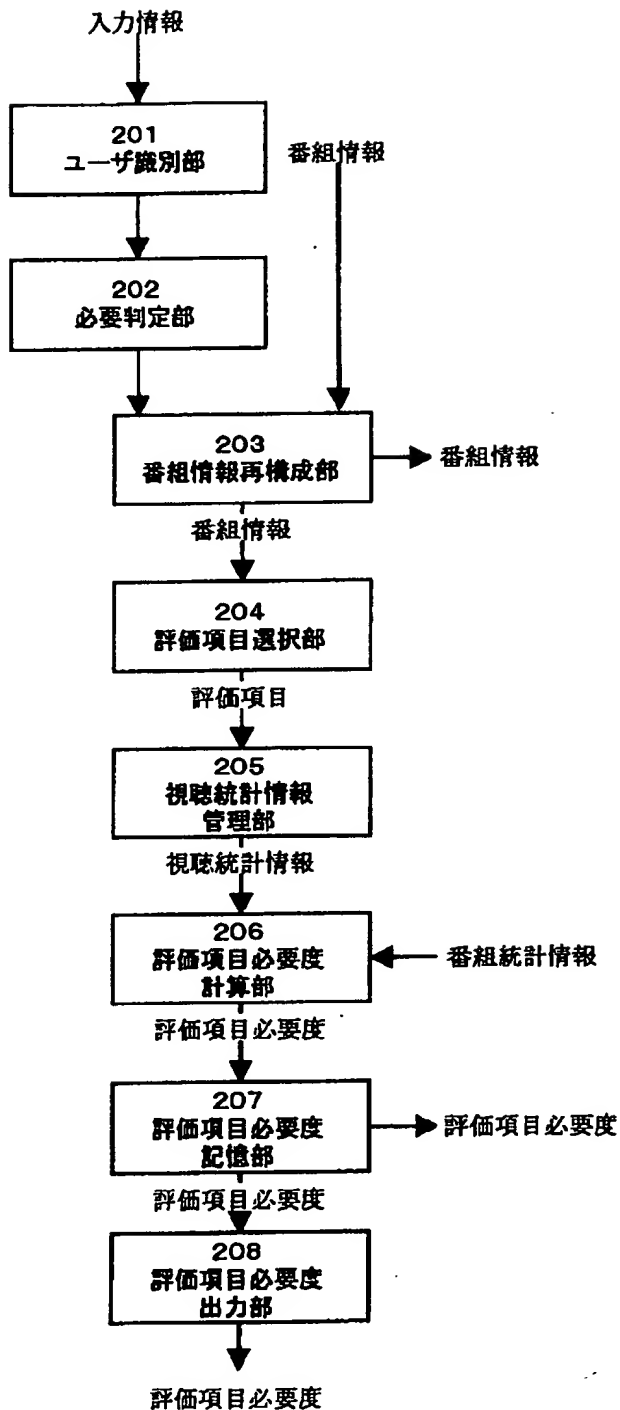 入力情報
201
ユーザ識別部
番組情報
202
必要判定部
203
番組情報再構成部
番組情報
番組情報
204
評価項目選択部
評価項目
205
視聴統計情報
管理部
視聴統計情報
206
評価項目必要度
計算部
番組統計情報
評価項目必要度
207
評価項目必要度
記憶部
評価項目必要度
評価項目必要度
208
評価項目必要度
出力部
評価項目必要度